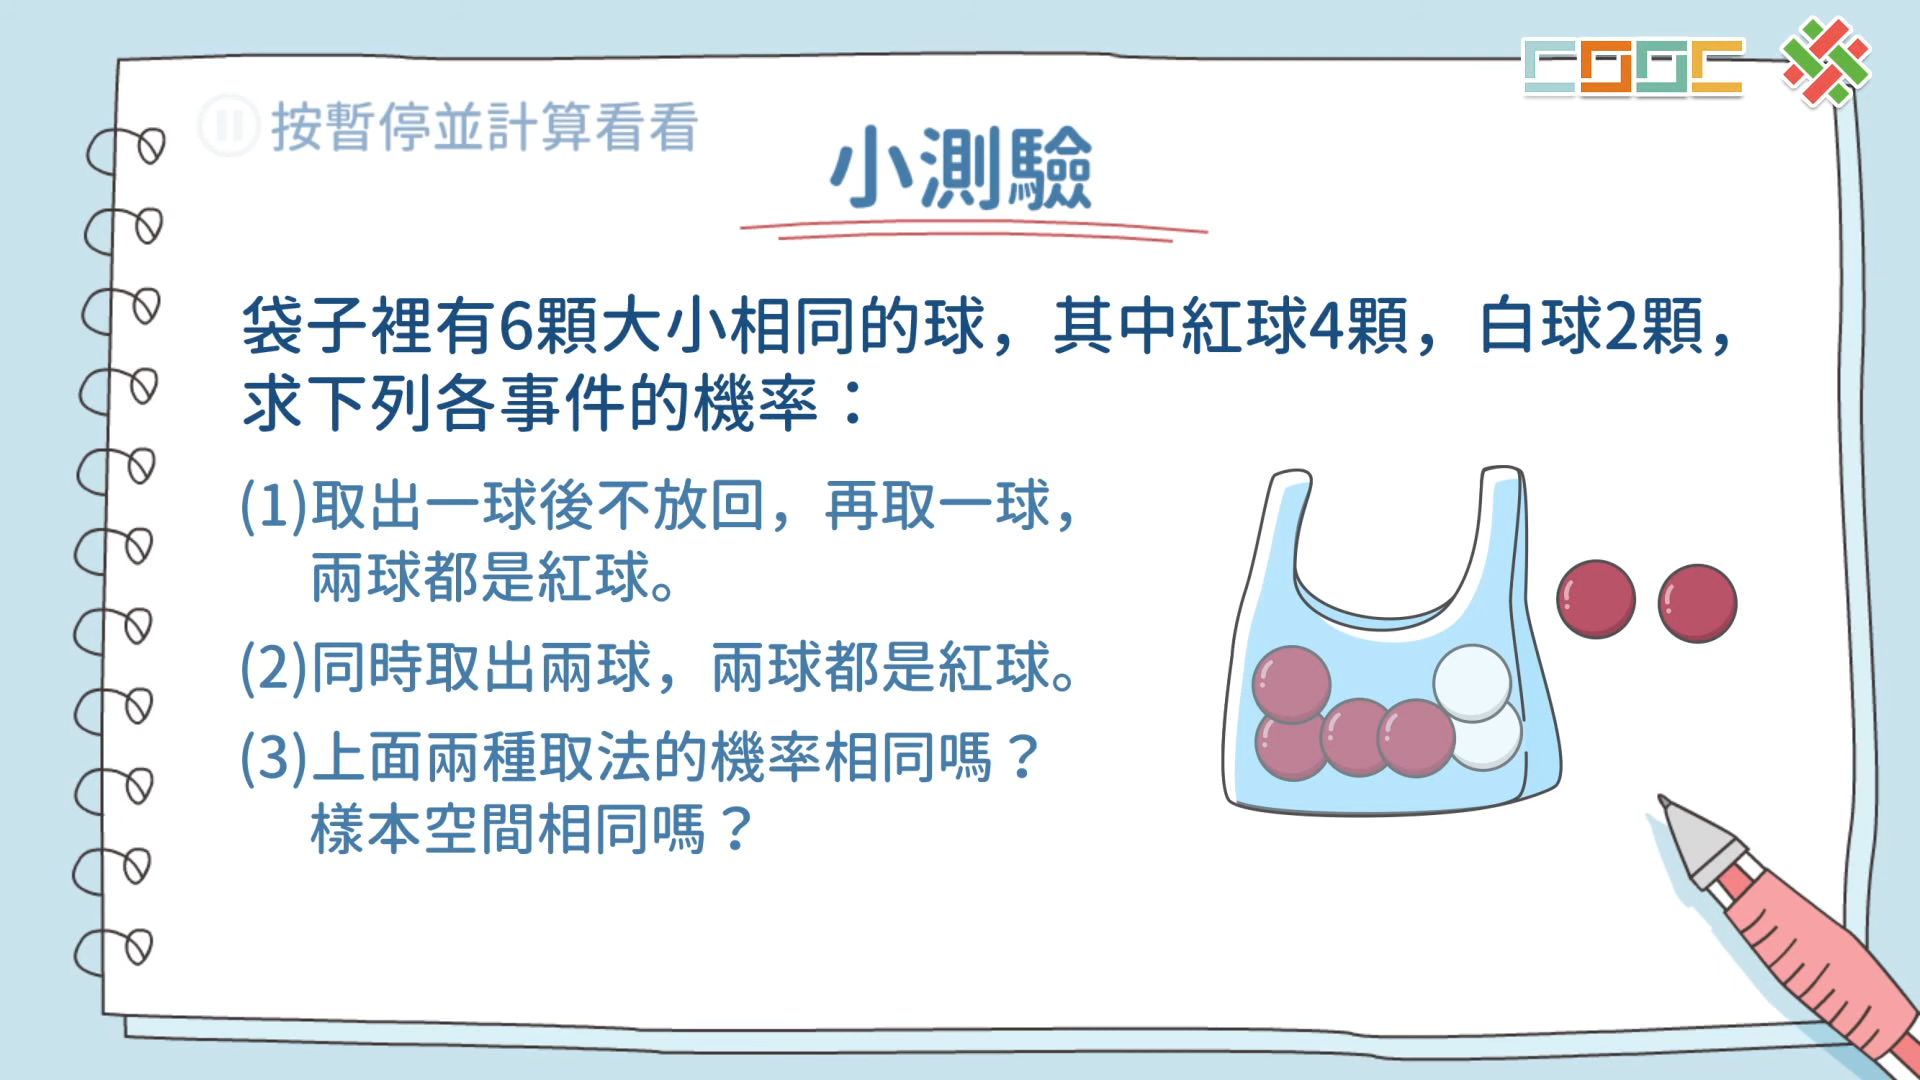 按暫停並計算看看
小測驗
袋子裡有6顆大小相同的球，其中紅球4顆，白球2顆，
求下列各事件的機率：
(1)取出一球後不放回，再取一球，
兩球都是紅球。
(2)同時取出兩球，兩球都是紅球。
(3)上面兩種取法的機率相同嗎？
樣本空間相同嗎？
COOC